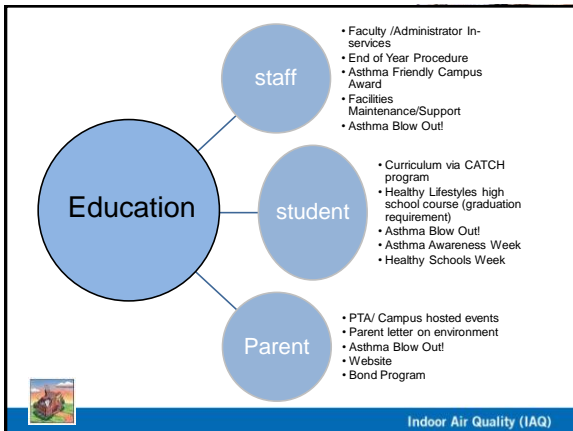 Education
staff
• Faculty /Administrator In-
services
• End of Year Procedure
• Asthma Friendly Campus
Award
• Facilities
Maintenance/Support
• Asthma Blow Out!
student
• Curriculum via CATCH
program
• Healthy Lifestyles high
school course (graduation
requirement)
• Asthma Blow Out!
• Asthma Awareness Week
• Healthy Schools Week
Parent
• PTA/ Campus hosted events
• Parent letter on environment
• Asthma Blow Out!
• Website
• Bond Program
Indoor Air Quality (IAQ)